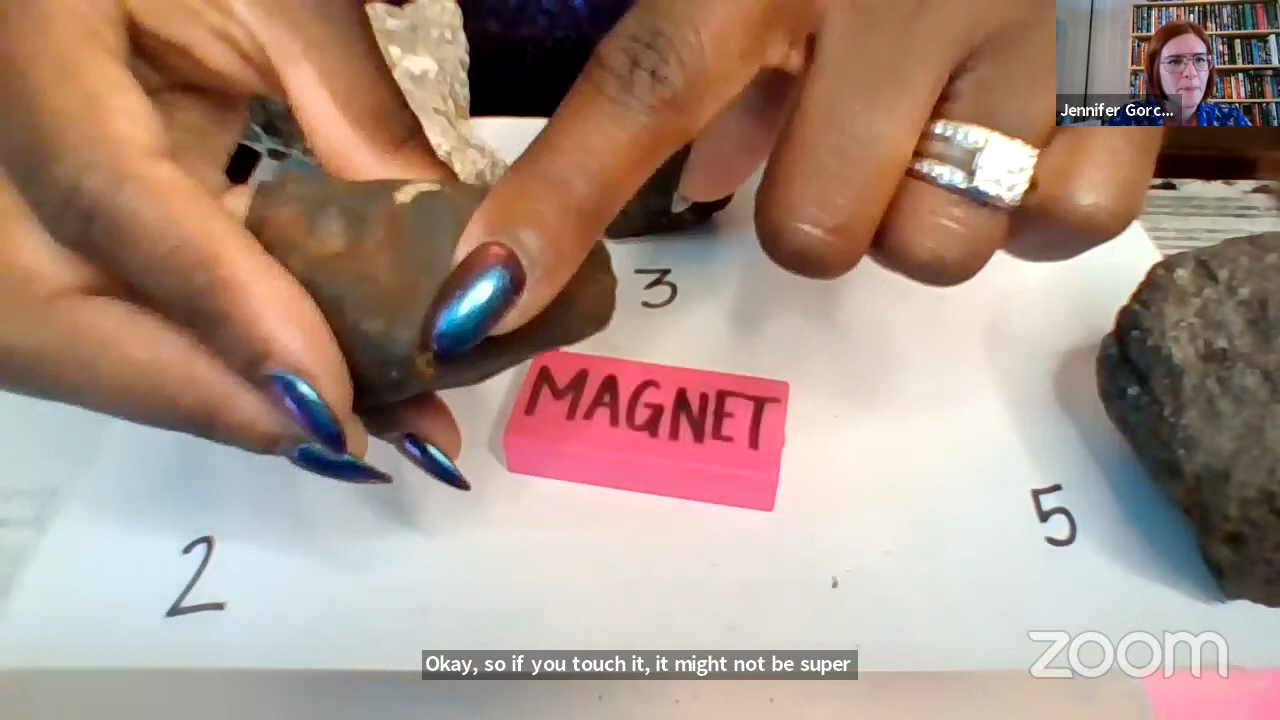 Jennifer Gorc...
3
MAGNET
5
2
Okay, so if you touch it, it might not be super
zoom